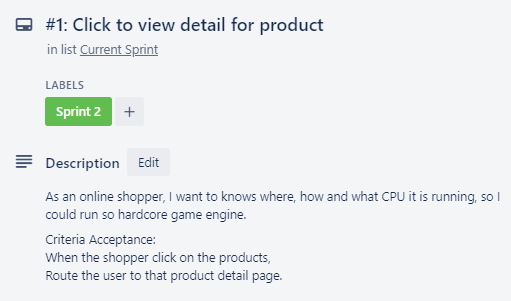 #1: Click to view detail for product
in list Current Sprint
LABELS
Sprint 2 +
Description Edit
As an online shopper, I want to knows where, how and what CPU it is running, so I
could run so hardcore game engine.
Criteria Acceptance:
When the shopper click on the products,
Route the user to that product detail page.